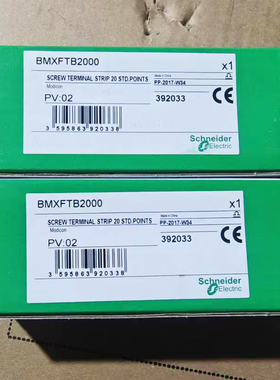 BMXFTB2000
x1
SCREW TERMINAL STRIP 20 STD.POINTS
Modicon
Made in China
PP-2017-W34
PV:02
392033
CE
3 595863 920338
Schneider
Electric
BMXFTB2000
x1
SCREW TERMINAL STRIP 20 STD.POINTS
Modicon
Made in China
PP-2017-W34
PV:02
392033
CE
3 595863 920338
Schneider
Electric